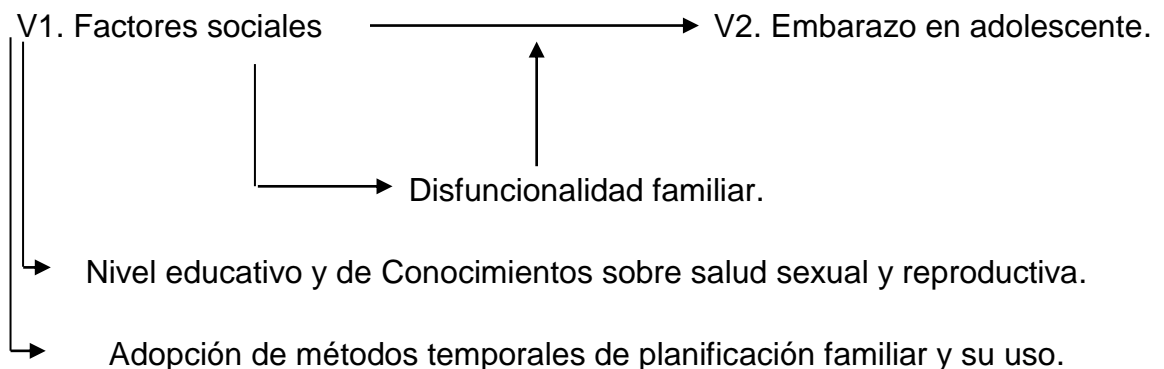 V1. Factores sociales V2. Embarazo en adolescente.
Disfuncionalidad familiar.
Nivel educativo y de Conocimientos sobre salud sexual y reproductiva.
Adopción de métodos temporales de planificación familiar y su uso.